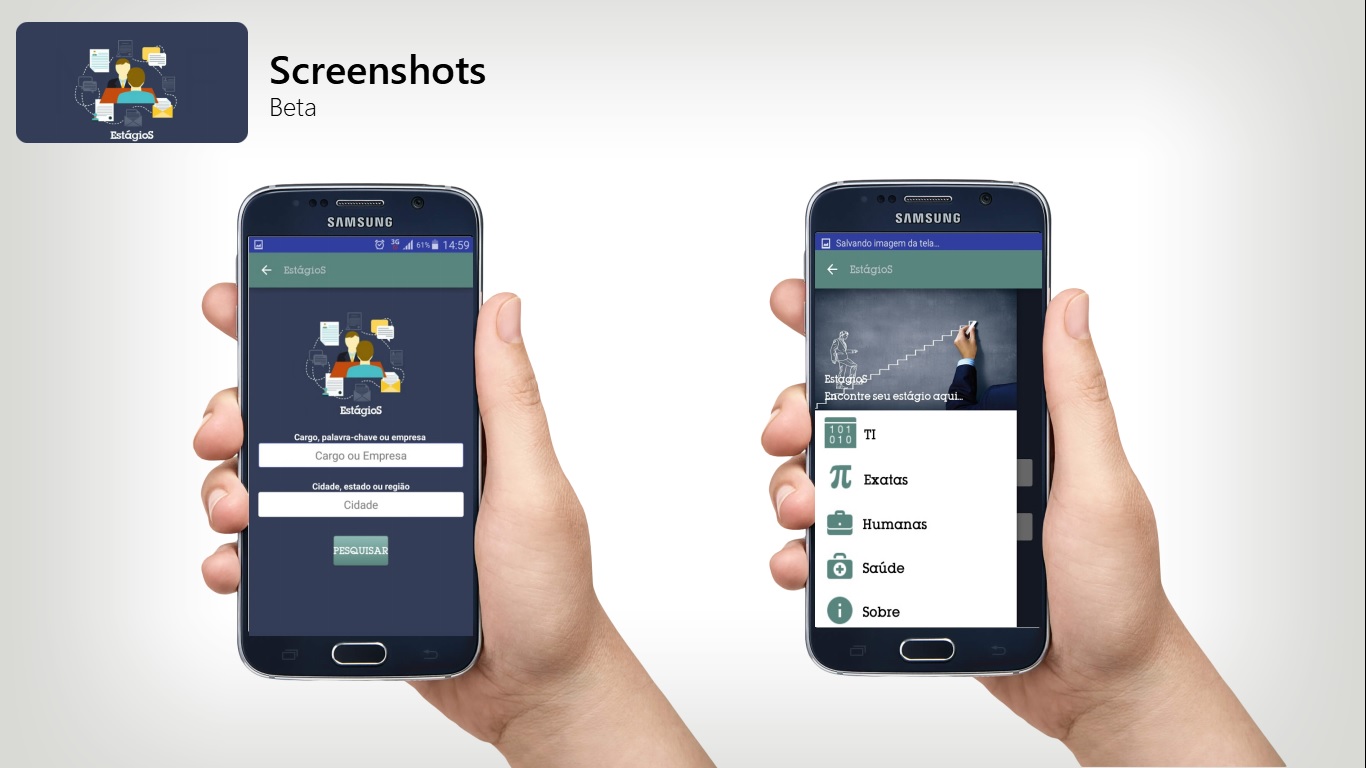 EstágioS
Screenshots
Beta
SAMSUNG
3G 61% 14:59
EstágioS
EstágioS
Cargo, palavra-chave ou empresa
Cargo ou Empresa
Cidade, estado ou região
Cidade
PESQUISAR
SAMSUNG
Salvando imagem da tela...
EstágioS
EstágioS
Encontre seu estágio aqui...
101
010
TI
π
Exatas
Humanas
Saúde
i
Sobre